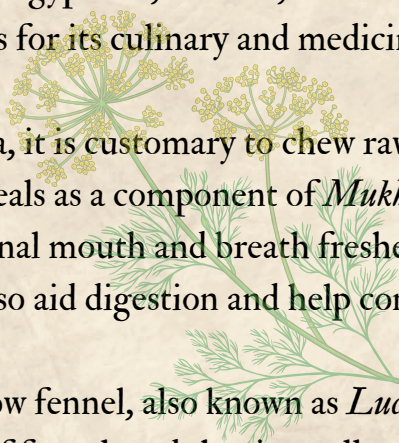 s for its culinary and medicin
a, it is customary to chew raw
eals as a component of Mukh
nal mouth and breath freshe
so aid digestion and help con
ow fennel, also known as Luc